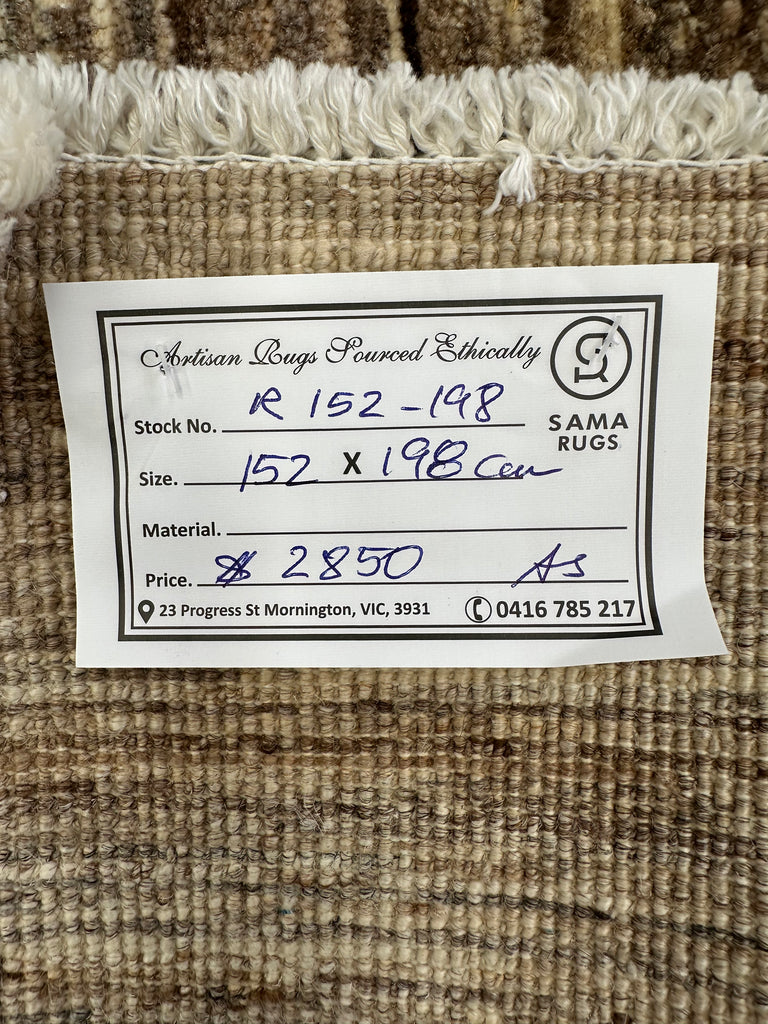 Artisan Rugs Sourced Ethically
SR
SAMA
RUGS
Stock No. R 152-198
Size. 152 X 198 cm
Material.
Price. $ 2850 As
23 Progress St Mornington, VIC, 3931 0416 785 217